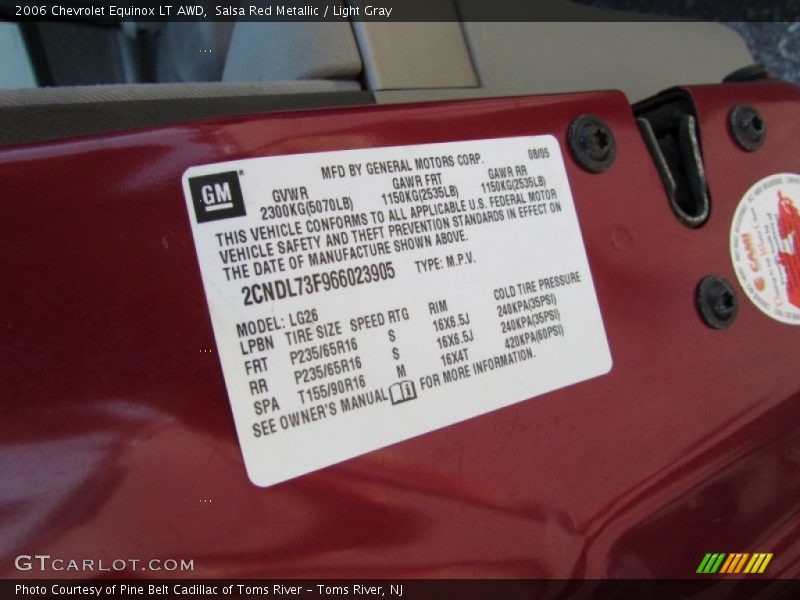 2006 Chevrolet Equinox LT AWD, Salsa Red Metallic / Light Gray
GM
MFD BY GENERAL MOTORS CORP. 08/05
GVWR GAWR FRT GAWR RR
2300KG(5070LB) 1150KG(2535LB) 1150KG(2535LB)
THIS VEHICLE CONFORMS TO ALL APPLICABLE U.S. FEDERAL MOTOR
VEHICLE SAFETY AND THEFT PREVENTION STANDARDS IN EFFECT ON
THE DATE OF MANUFACTURE SHOWN ABOVE.
2CNDL73F966023905 TYPE: M.P.V.
MODEL: LG26
LPBN TIRE SIZE SPEED RTG RIM COLD TIRE PRESSURE
FRT P235/65R16 S 16X6.5J 240KPA(35PSI)
RR P235/65R16 S 16X6.5J 240KPA(35PSI)
SPA T155/90R16 M 16X4T 420KPA(60PSI)
SEE OWNER'S MANUAL FOR MORE INFORMATION.
CAMI
GTCARLOT.COM
Photo Courtesy of Pine Belt Cadillac of Toms River - Toms River, NJ